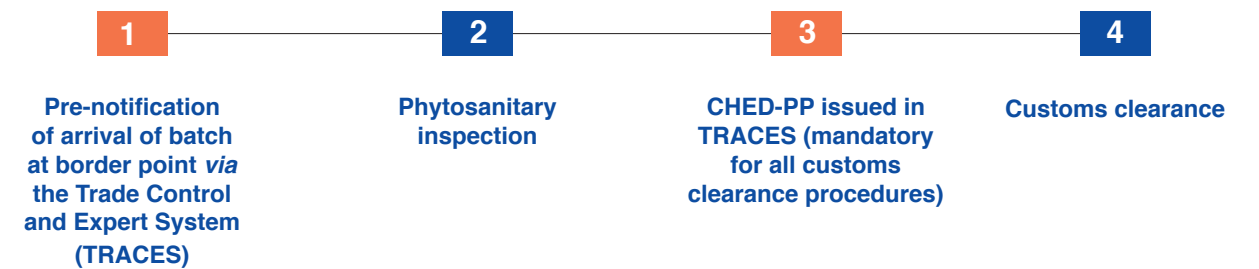 1
Pre-notification
of arrival of batch
at border point via
the Trade Control
and Expert System
(TRACES)
2
Phytosanitary
inspection
3
CHED-PP issued in
TRACES (mandatory
for all customs
clearance procedures)
4
Customs clearance